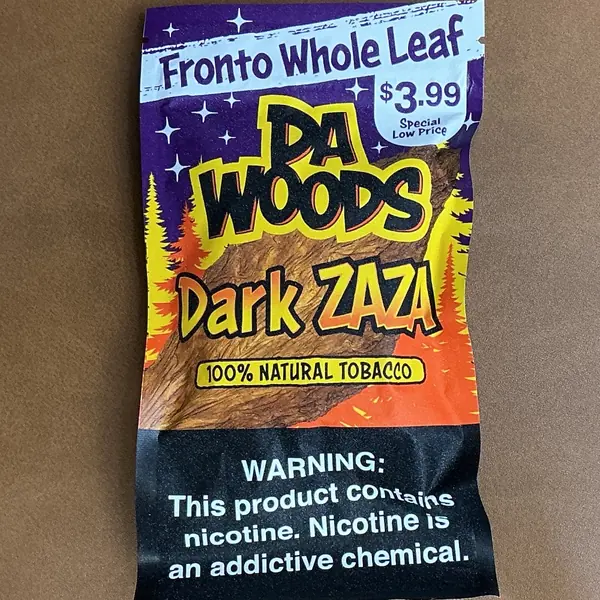 Fronto Whole Leaf
$3.99
Special
Low Price
DA
WOODS
Dark ZAZA
100% NATURAL TOBACCO
WARNING:
This product contains
nicotine. Nicotine is
an addictive chemical.